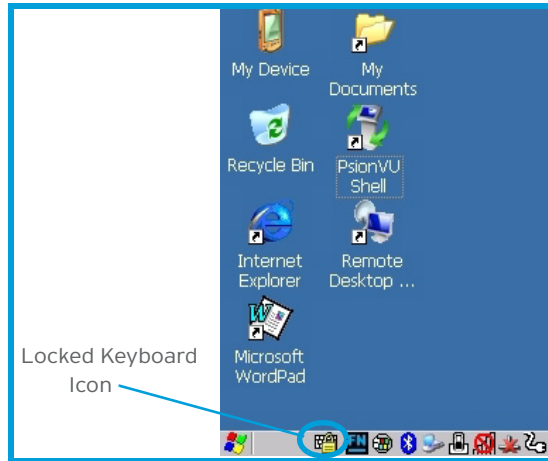 My Device
My
Documents
Recycle Bin
PsionVU
Shell
Internet
Explorer
Remote
Desktop ...
Microsoft
WordPad
Locked Keyboard
Icon
FN